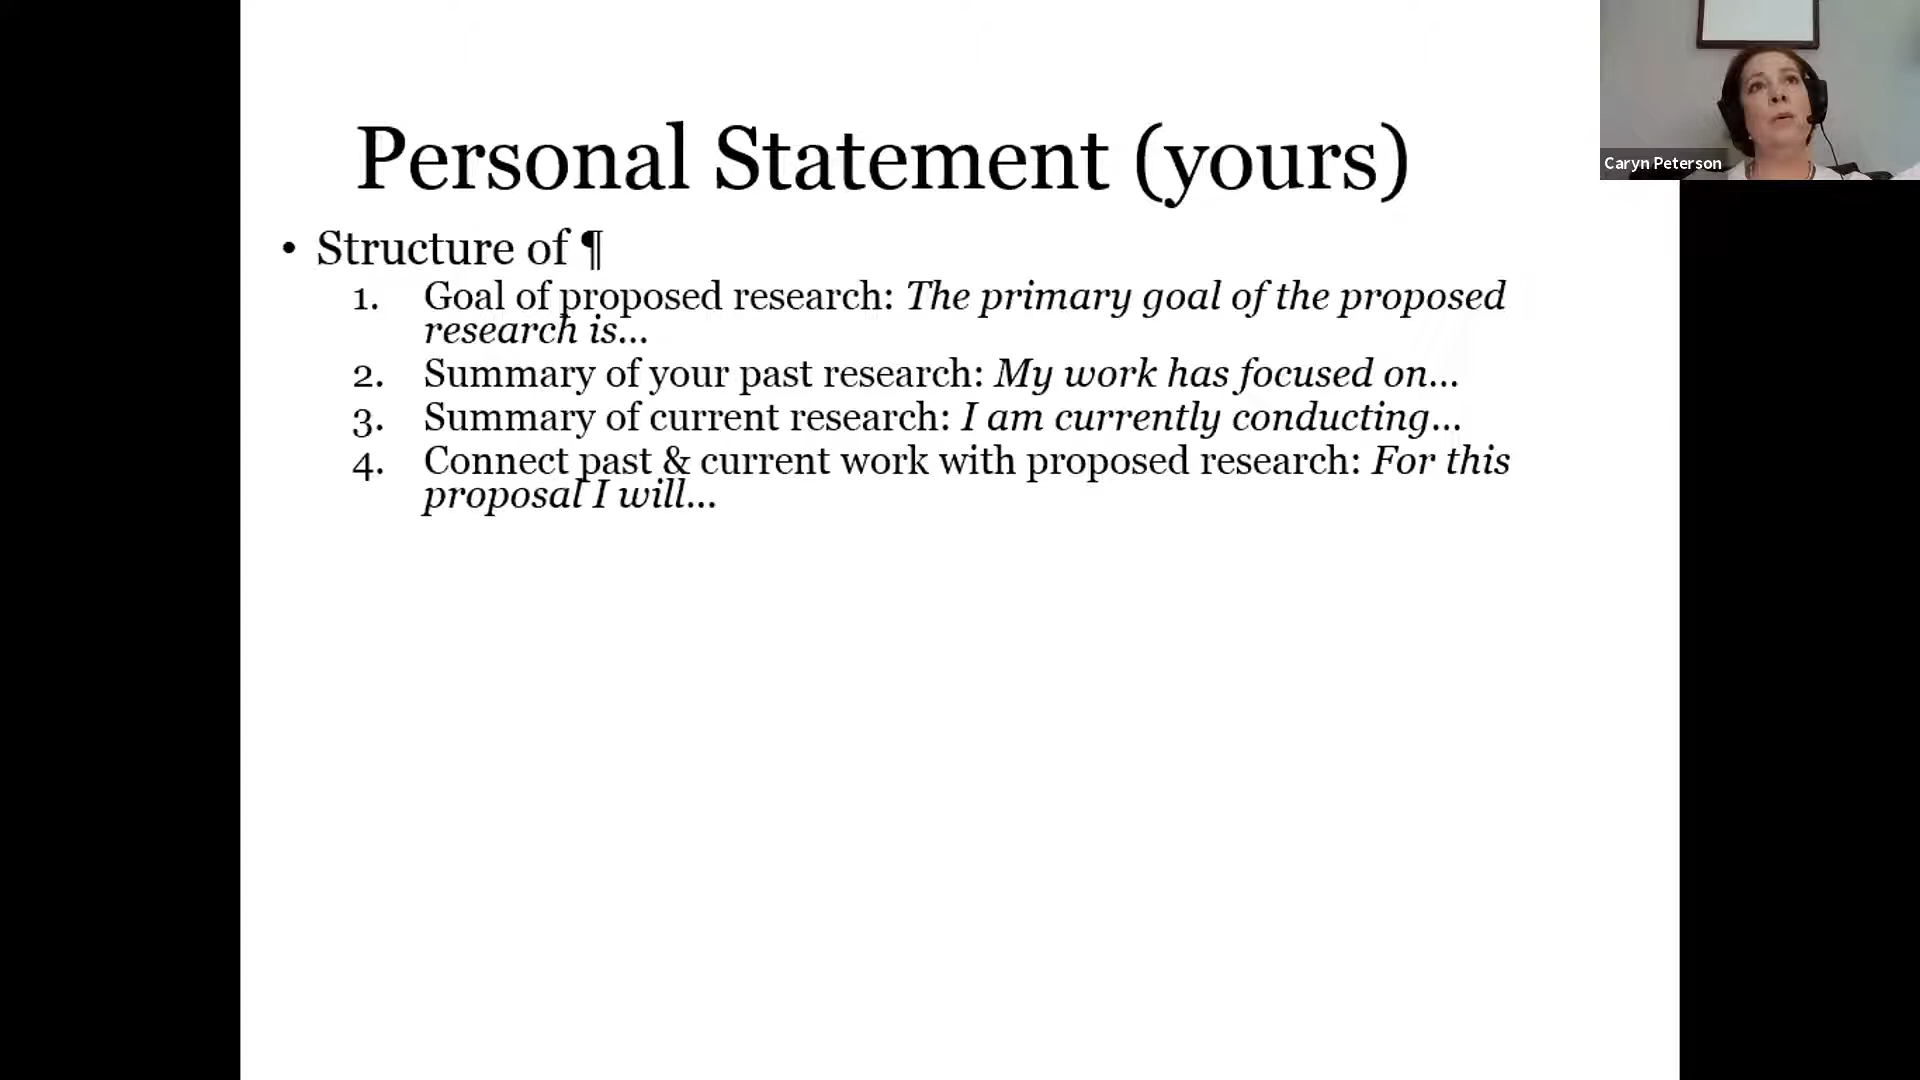 Personal Statement (yours)
• Structure of ¶
1. Goal of proposed research: The primary goal of the proposed
research is...
2. Summary of your past research: My work has focused on...
3. Summary of current research: I am currently conducting...
4. Connect past & current work with proposed research: For this
proposal I will...
Caryn Peterson